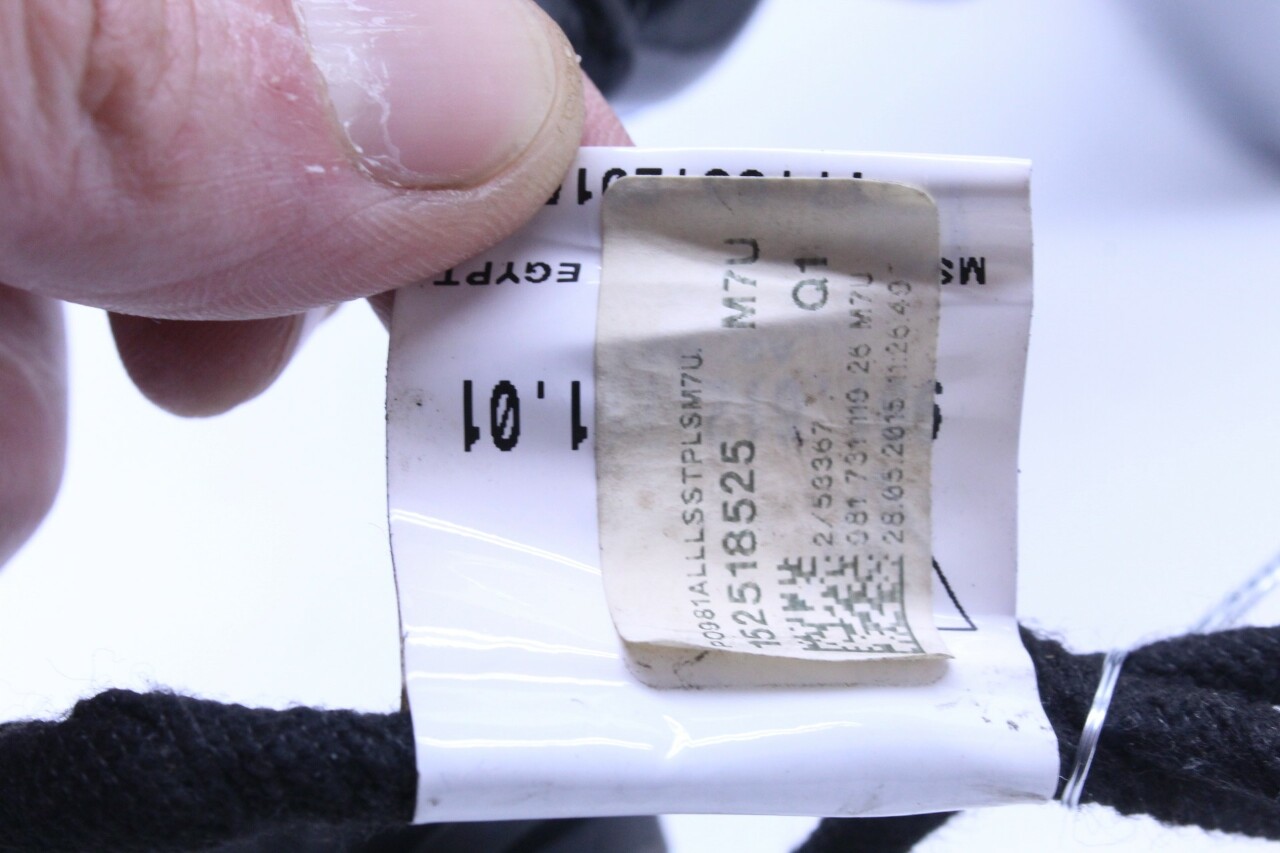 EGYPT
1.01
P0981ALLLSSTPLSM7U.
152518525 M7U
Q1
2/53367
981 731 119 26 M7U
28.05.2015 11:26:49